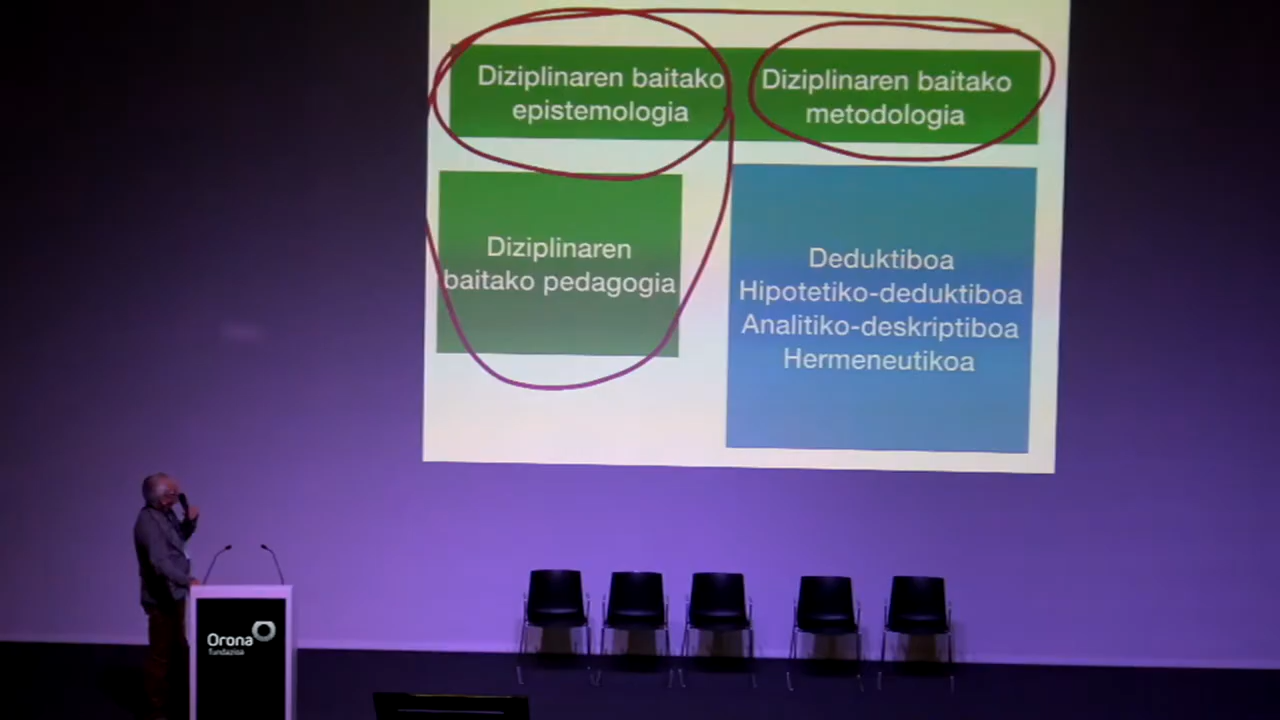 Diziplinaren baitako
epistemologia
Diziplinaren baitako
metodologia
Diziplinaren
baitako pedagogia
Deduktiboa
Hipotetiko-deduktiboa
Analitiko-deskriptiboa
Hermeneutikoa
Orona
fundazioa